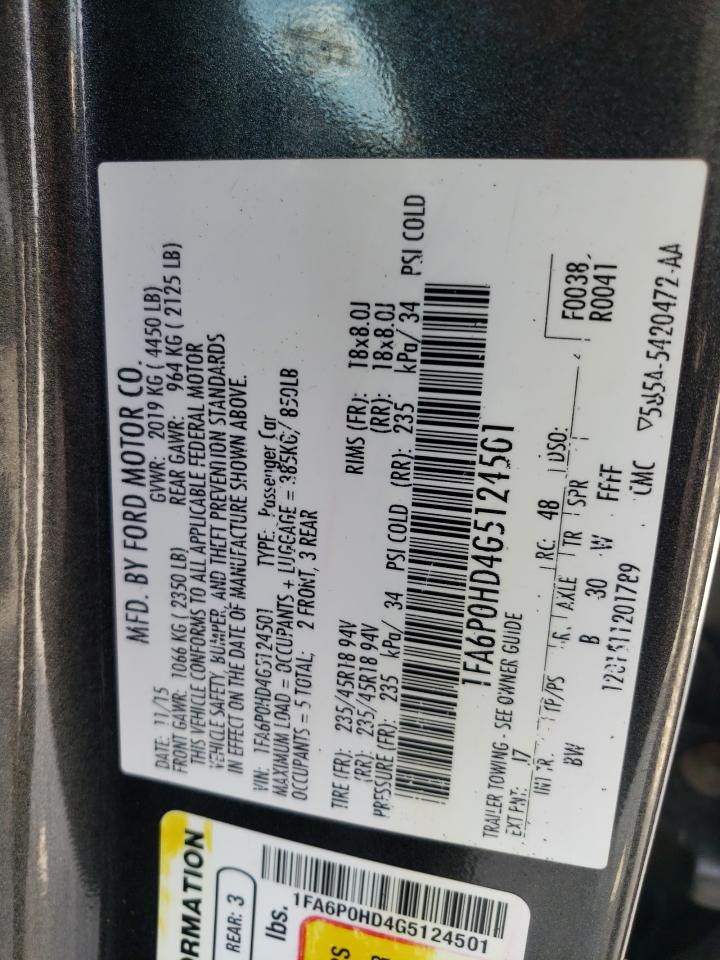 MFD. BY FORD MOTOR CO.
DATE: 11/15 GVWR: 2019 KG ( 4450 LB)
FRONT GAWR: 1066 KG ( 2350 LB) REAR GAWR: 964 KG ( 2125 LB)
THIS VEHICLE CONFORMS TO ALL APPLICABLE FEDERAL MOTOR
VEHICLE SAFETY, BUMPER, AND THEFT PREVENTION STANDARDS
IN EFFECT ON THE DATE OF MANUFACTURE SHOWN ABOVE.
VIN: 1FA6P0HD4G5124501 TYPE: Passenger Car
MAXIMUM LOAD = OCCUPANTS + LUGGAGE = 385KG/ 850LB
OCCUPANTS = 5 TOTAL: 2 FRONT, 3 REAR
TIRE (FR): 235/45R18 94V RIMS (FR): 18x8.0J
(RR): 235/45R18 94V (RR): 18x8.0J
PRESSURE (FR): 235 kPa/ 34 PSI COLD (RR): 235 kPa/ 34 PSI COLD
1FA6P0HD4G5124501
TRAILER TOWING - SEE OWNER GUIDE
EXT PNT: J7 RC: 48 DSO: F0038
R0041
INT TR TP/PS R AXLE TR SPR
BW B 30 W FFFF
UMC
▽5U5A-5420472-AA
RMATION
REAR: 3
lbs.
1FA6P0HD4G5124501